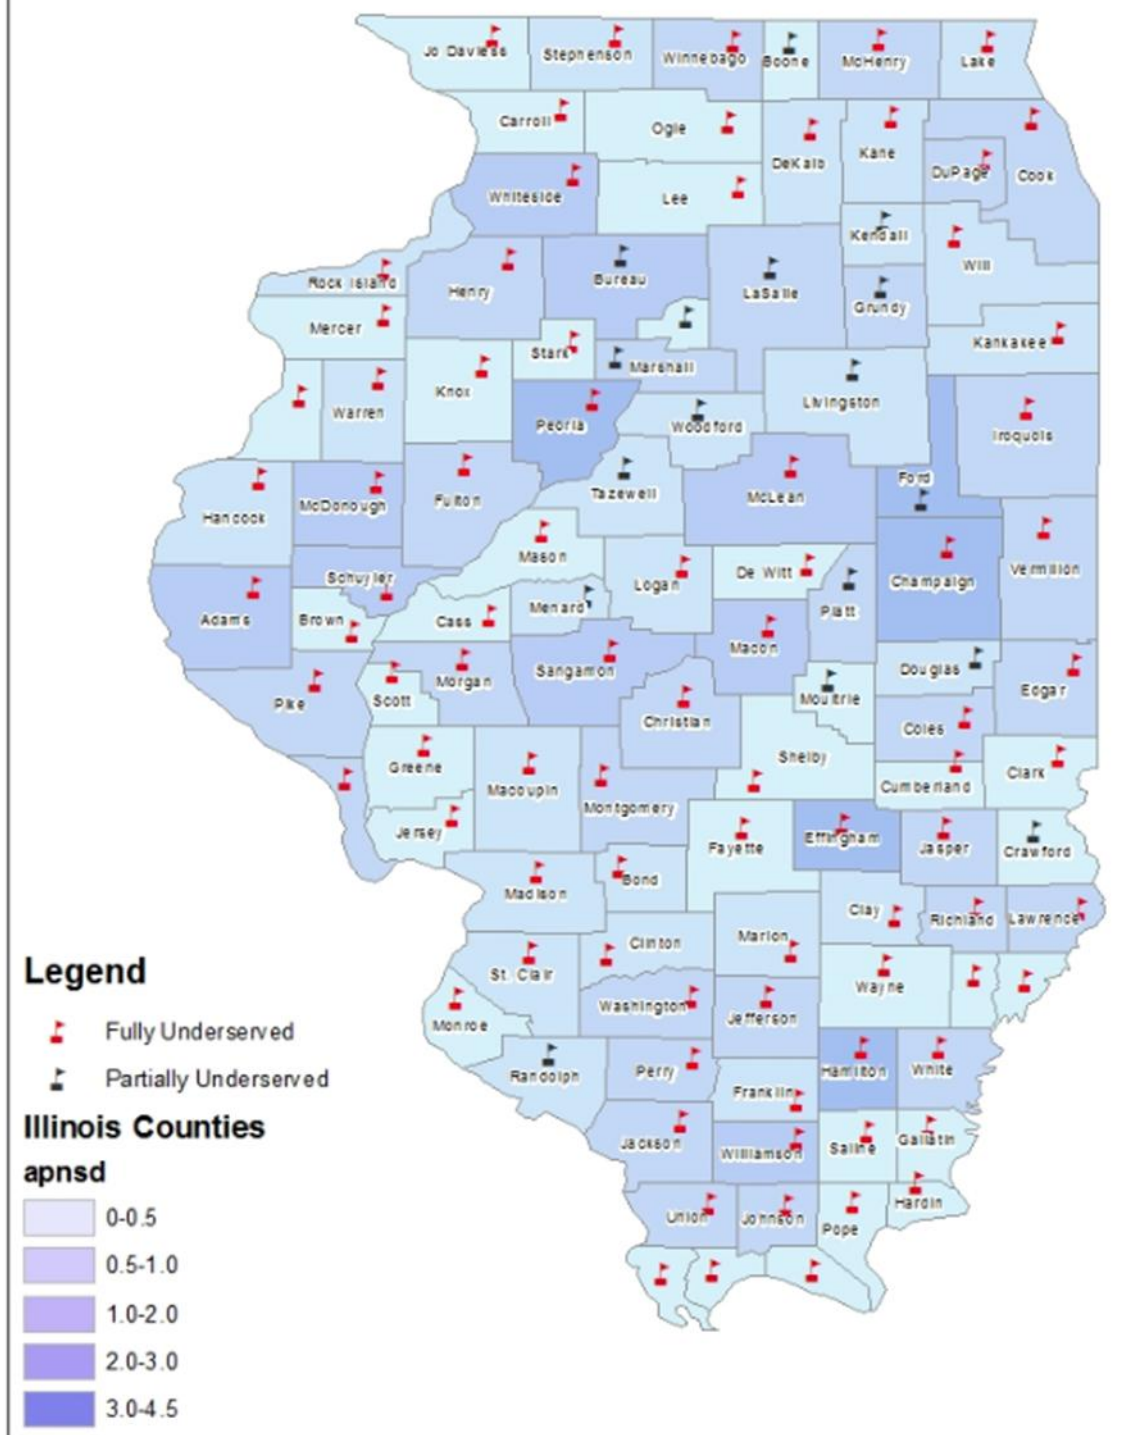 Jo Daviess Stephenson Winnebago Boone McHenry Lake
Carroll Ogle DeKalb Kane DuPage Cook
Whiteside Lee Kendall Will
Rock Island Henry Bureau LaSalle Grundy
Mercer Stark Marshall Kankakee
Warren Knox Peoria Woodford Livingston Iroquois
Hancock McDonough Fulton Tazewell McLean Ford
Mason Logan De Witt Champaign Vermilion
Adams Schuyler Brown Cass Menard Piatt
Pike Scott Morgan Sangamon Macon Moultrie Douglas Edgar
Christian Coles
Greene Macoupin Montgomery Shelby Cumberland Clark
Jersey Fayette Effingham Jasper Crawford
Madison Bond Clay Richland Lawrence
St. Clair Clinton Marion Wayne
Monroe Washington Jefferson
Randolph Perry Franklin Hamilton White
Jackson Williamson Saline Gallatin
Union Johnson Pope Hardin
Legend
Fully Underserved
Partially Underserved
Illinois Counties
apnsd
0-0.5
0.5-1.0
1.0-2.0
2.0-3.0
3.0-4.5